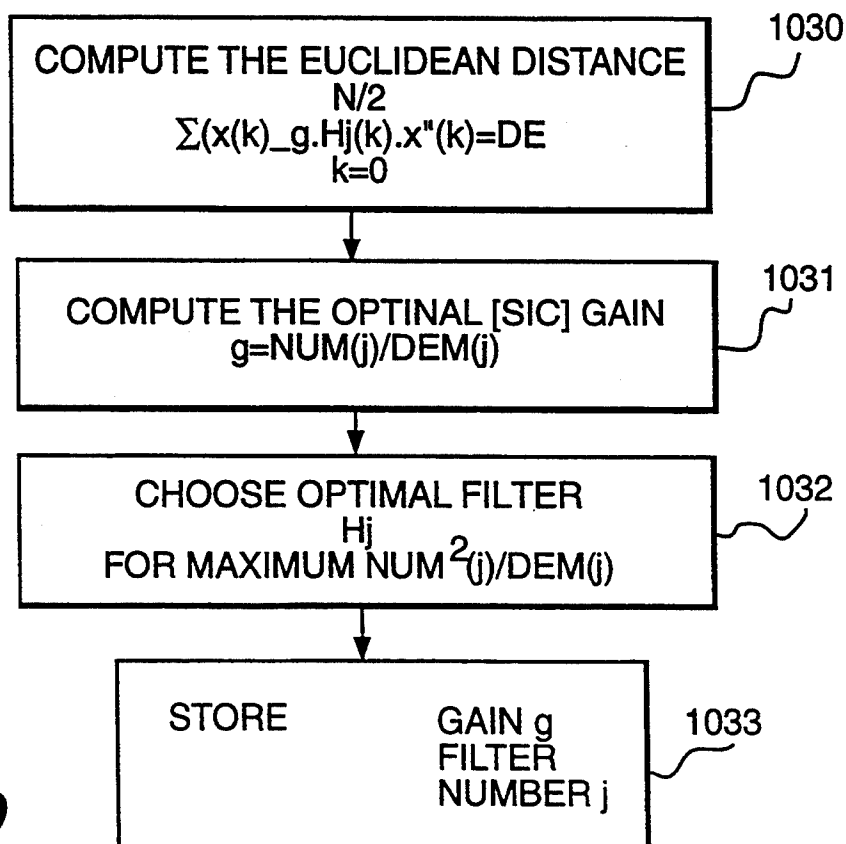 1030
COMPUTE THE EUCLIDEAN DISTANCE
N/2
∑(x(k)_g.Hj(k).x"(k)=DE
k=0
1031
COMPUTE THE OPTINAL [SIC] GAIN
g=NUM(j)/DEM(j)
1032
CHOOSE OPTIMAL FILTER
Hj
FOR MAXIMUM NUM²(j)/DEM(j)
1033
STORE GAIN g
FILTER
NUMBER j